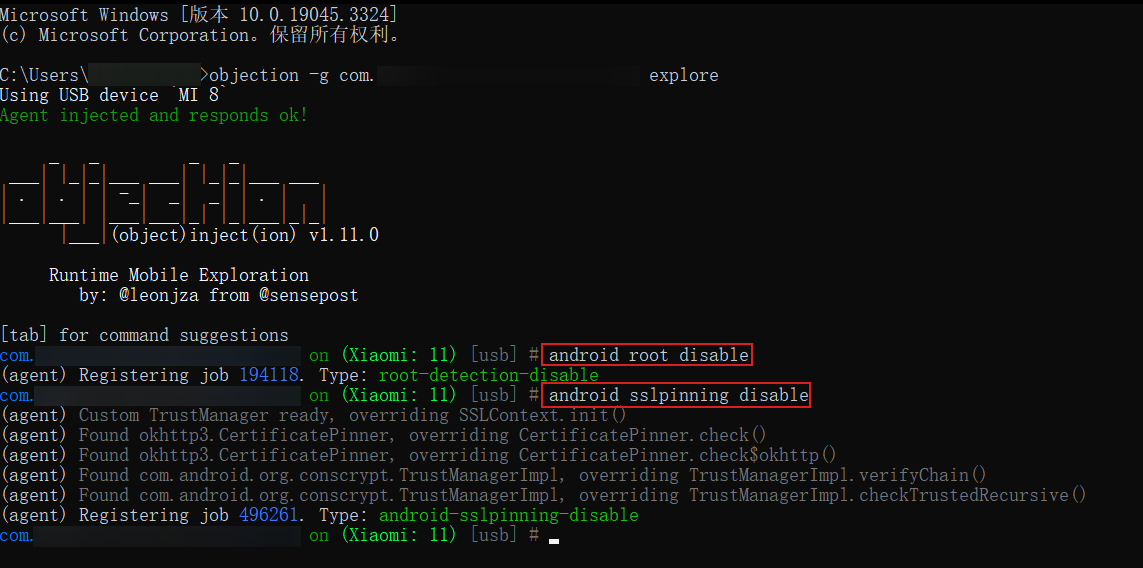 Microsoft Windows [版本 10.0.19045.3324]
(c) Microsoft Corporation。保留所有权利。
C:\Users\ >objection -g com. explore
Using USB device `MI 8`
Agent injected and responds ok!
(object)inject(ion) v1.11.0
Runtime Mobile Exploration
by: @leonjza from @sensepost
[tab] for command suggestions
com. on (Xiaomi: 11) [usb] # android root disable
(agent) Registering job 194118. Type: root-detection-disable
com. on (Xiaomi: 11) [usb] # android sslpinning disable
(agent) Custom TrustManager ready, overriding SSLContext.init()
(agent) Found okhttp3.CertificatePinner, overriding CertificatePinner.check()
(agent) Found okhttp3.CertificatePinner, overriding CertificatePinner.check$okhttp()
(agent) Found com.android.org.conscrypt.TrustManagerImpl, overriding TrustManagerImpl.verifyChain()
(agent) Found com.android.org.conscrypt.TrustManagerImpl, overriding TrustManagerImpl.checkTrustedRecursive()
(agent) Registering job 496261. Type: android-sslpinning-disable
com. on (Xiaomi: 11) [usb] #